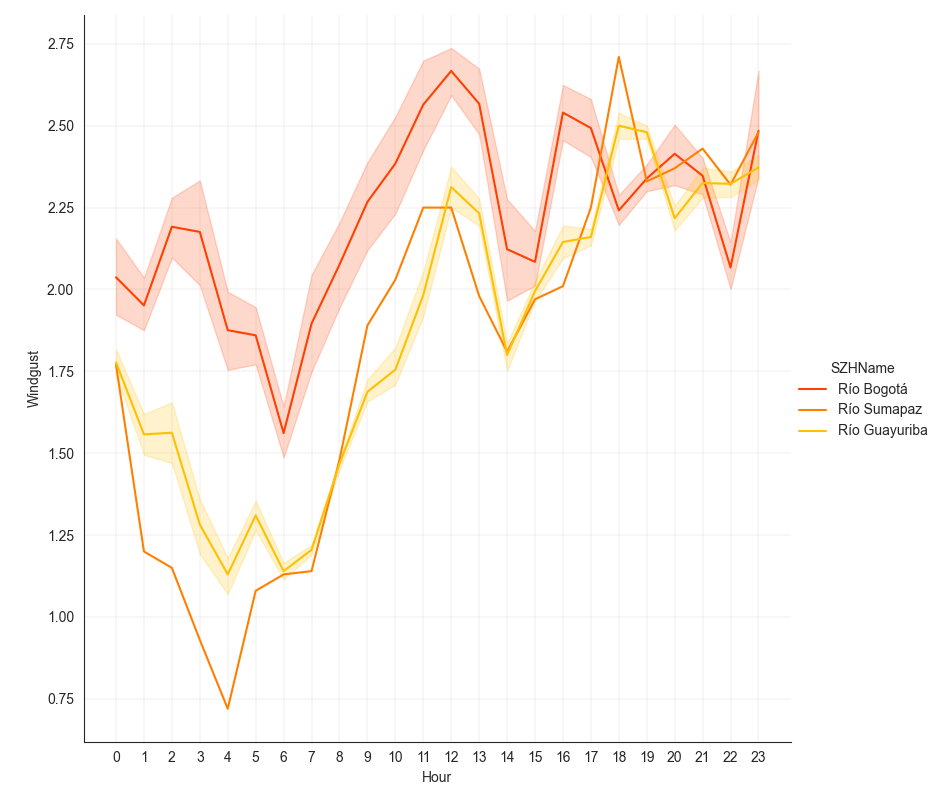 2.75
2.50
2.25
2.00
1.75
1.50
1.25
1.00
0.75
Windgust
0 1 2 3 4 5 6 7 8 9 10 11 12 13 14 15 16 17 18 19 20 21 22 23
Hour
SZHName
Río Bogotá
Río Sumapaz
Río Guayuriba